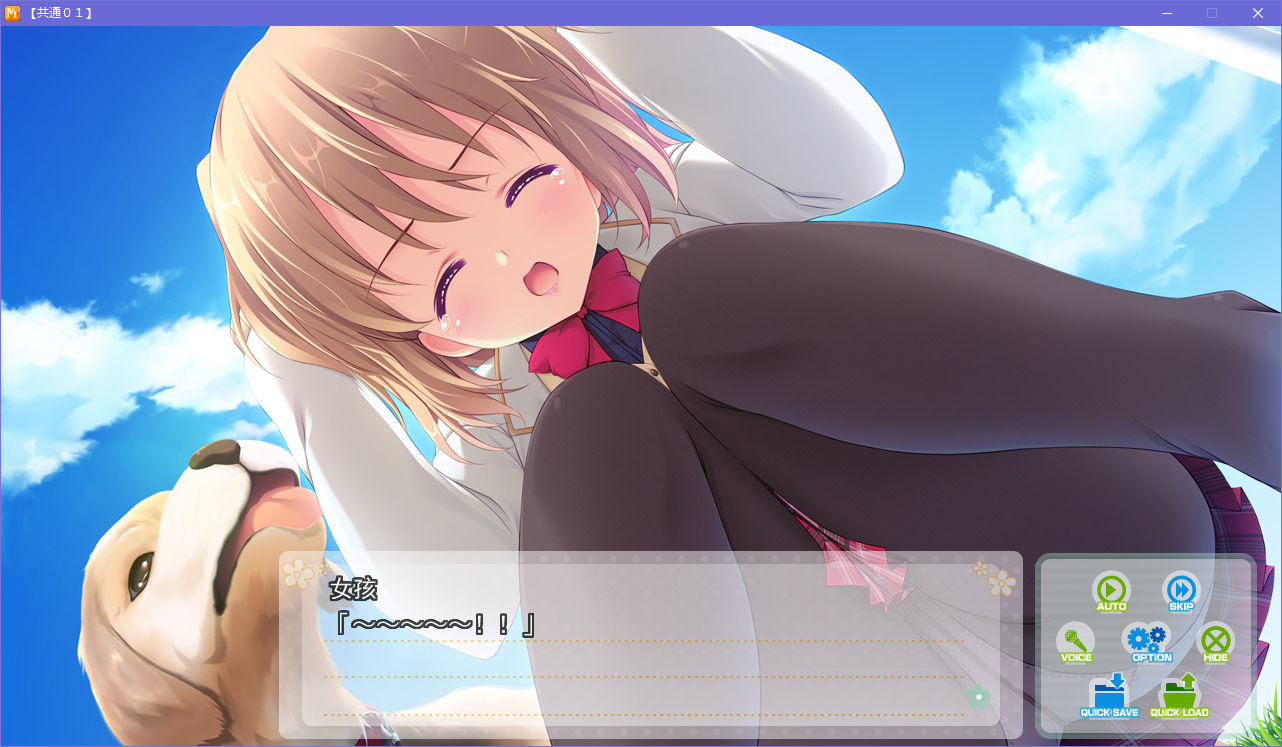 【共通０１】
女孩
『～～～～～！！』
AUTO
SKIP
VOICE
OPTION
HIDE
QUICK SAVE
QUICK LOAD